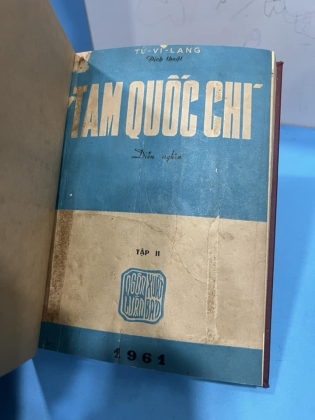 TỬ-VI-LANG
Dịch thuật
TAM QUỐC CHÍ
Diễn nghĩa
TẬP II
1961